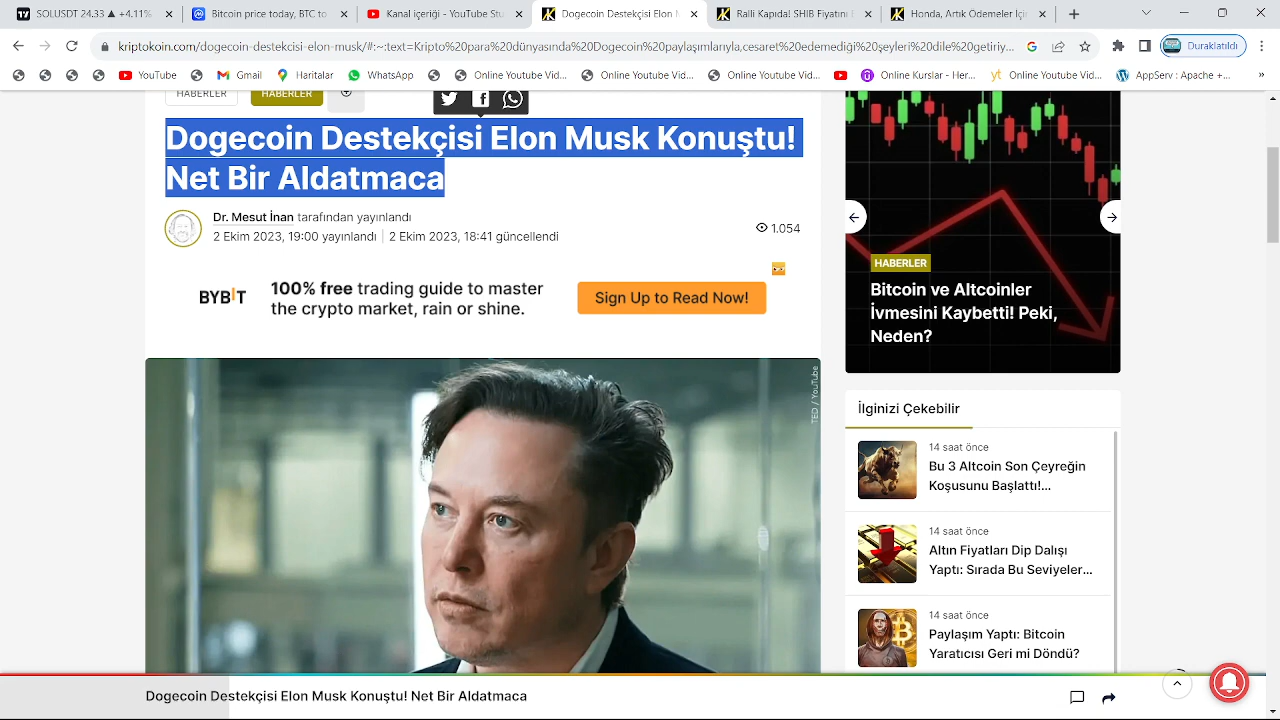 SOLUSDT 24.33 ▲ +4.11%
Bitcoin price today, BTC to
Kanal içeriği - YouTube Stu
Dogecoin Destekçisi Elon M
Ralli Kapıda! SHIB Fiyatını E
Honda, Artık Ödemeler İçin
kriptokoin.com/dogecoin-destekcisi-elon-musk/#:~:text=Kripto%20para%20dünyasında%20Dogecoin%20paylaşımlarıyla,cesaret%20edemediği%20şeyleri%20dile%20getiriy...
Duraklatıldı
YouTube
Gmail
Haritalar
WhatsApp
Online Youtube Vid...
Online Youtube Vid...
Online Youtube Vid...
Online Kurslar - Her...
Online Youtube Vid...
AppServ : Apache +...
HABERLER
HABERLER
Dogecoin Destekçisi Elon Musk Konuştu!
Net Bir Aldatmaca
Dr. Mesut İnan tarafından yayınlandı
2 Ekim 2023, 19:00 yayınlandı | 2 Ekim 2023, 18:41 güncellendi
1.054
BYBIT
100% free trading guide to master
the crypto market, rain or shine.
Sign Up to Read Now!
TED / YouTube
HABERLER
Bitcoin ve Altcoinler
İvmesini Kaybetti! Peki,
Neden?
İlginizi Çekebilir
14 saat önce
Bu 3 Altcoin Son Çeyreğin
Koşusunu Başlattı!...
14 saat önce
Altın Fiyatları Dip Dalışı
Yaptı: Sırada Bu Seviyeler...
14 saat önce
Paylaşım Yaptı: Bitcoin
Yaratıcısı Geri mi Döndü?
Dogecoin Destekçisi Elon Musk Konuştu! Net Bir Aldatmaca